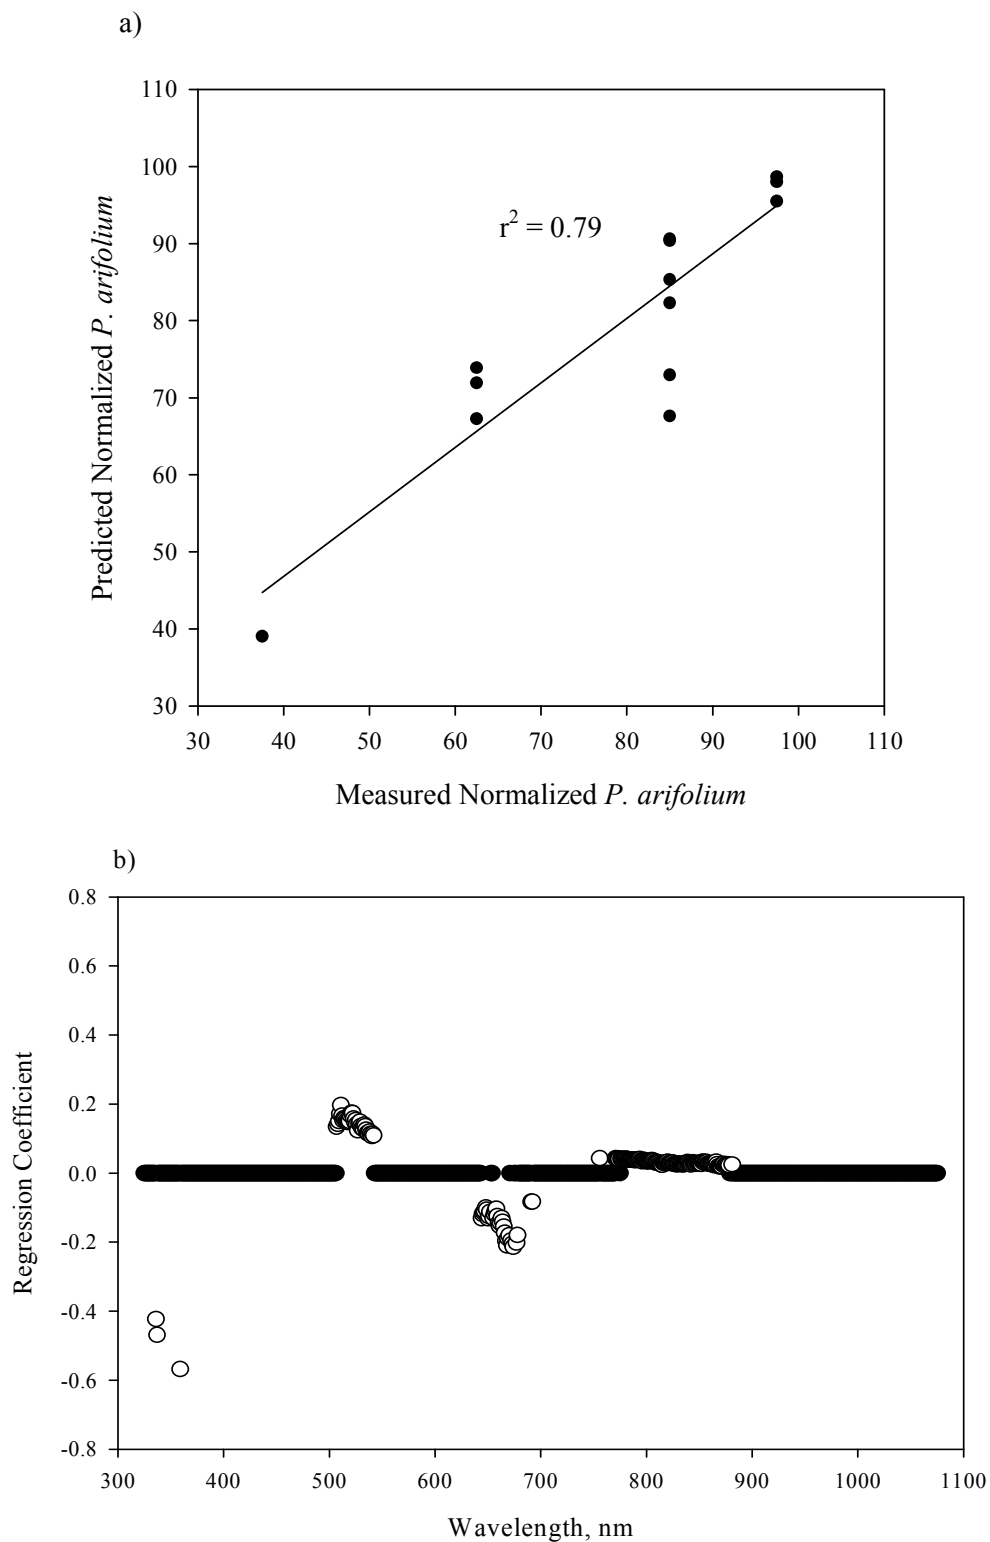 a)
110
100
90
80
70
60
50
40
30
r² = 0.79
Predicted Normalized P. arifolium
30 40 50 60 70 80 90 100 110
Measured Normalized P. arifolium
b)
0.8
0.6
0.4
0.2
0.0
-0.2
-0.4
-0.6
-0.8
Regression Coefficient
300 400 500 600 700 800 900 1000 1100
Wavelength, nm